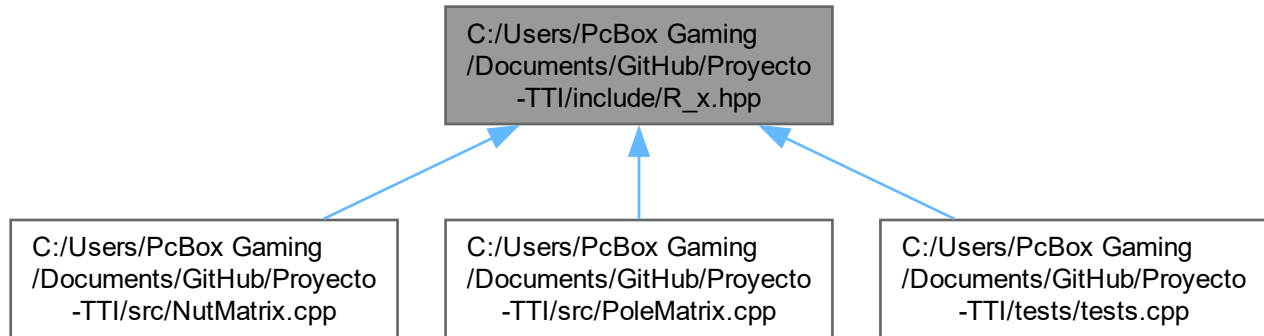 C:/Users/PcBox Gaming
/Documents/GitHub/Proyecto
-TTI/include/R_x.hpp
C:/Users/PcBox Gaming
/Documents/GitHub/Proyecto
-TTI/src/NutMatrix.cpp
C:/Users/PcBox Gaming
/Documents/GitHub/Proyecto
-TTI/src/PoleMatrix.cpp
C:/Users/PcBox Gaming
/Documents/GitHub/Proyecto
-TTI/tests/tests.cpp